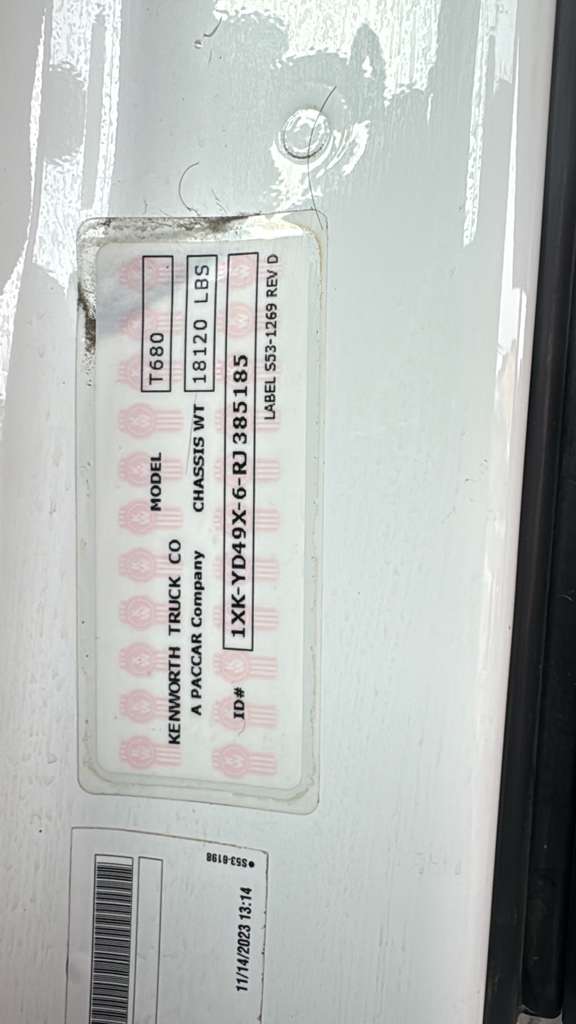 KENWORTH TRUCK CO MODEL T680
A PACCAR Company CHASSIS WT 18120 LBS
ID# 1XK-YD49X-6-RJ385185
LABEL S53-1269 REV D
•S53-6198
11/14/2023 13:14